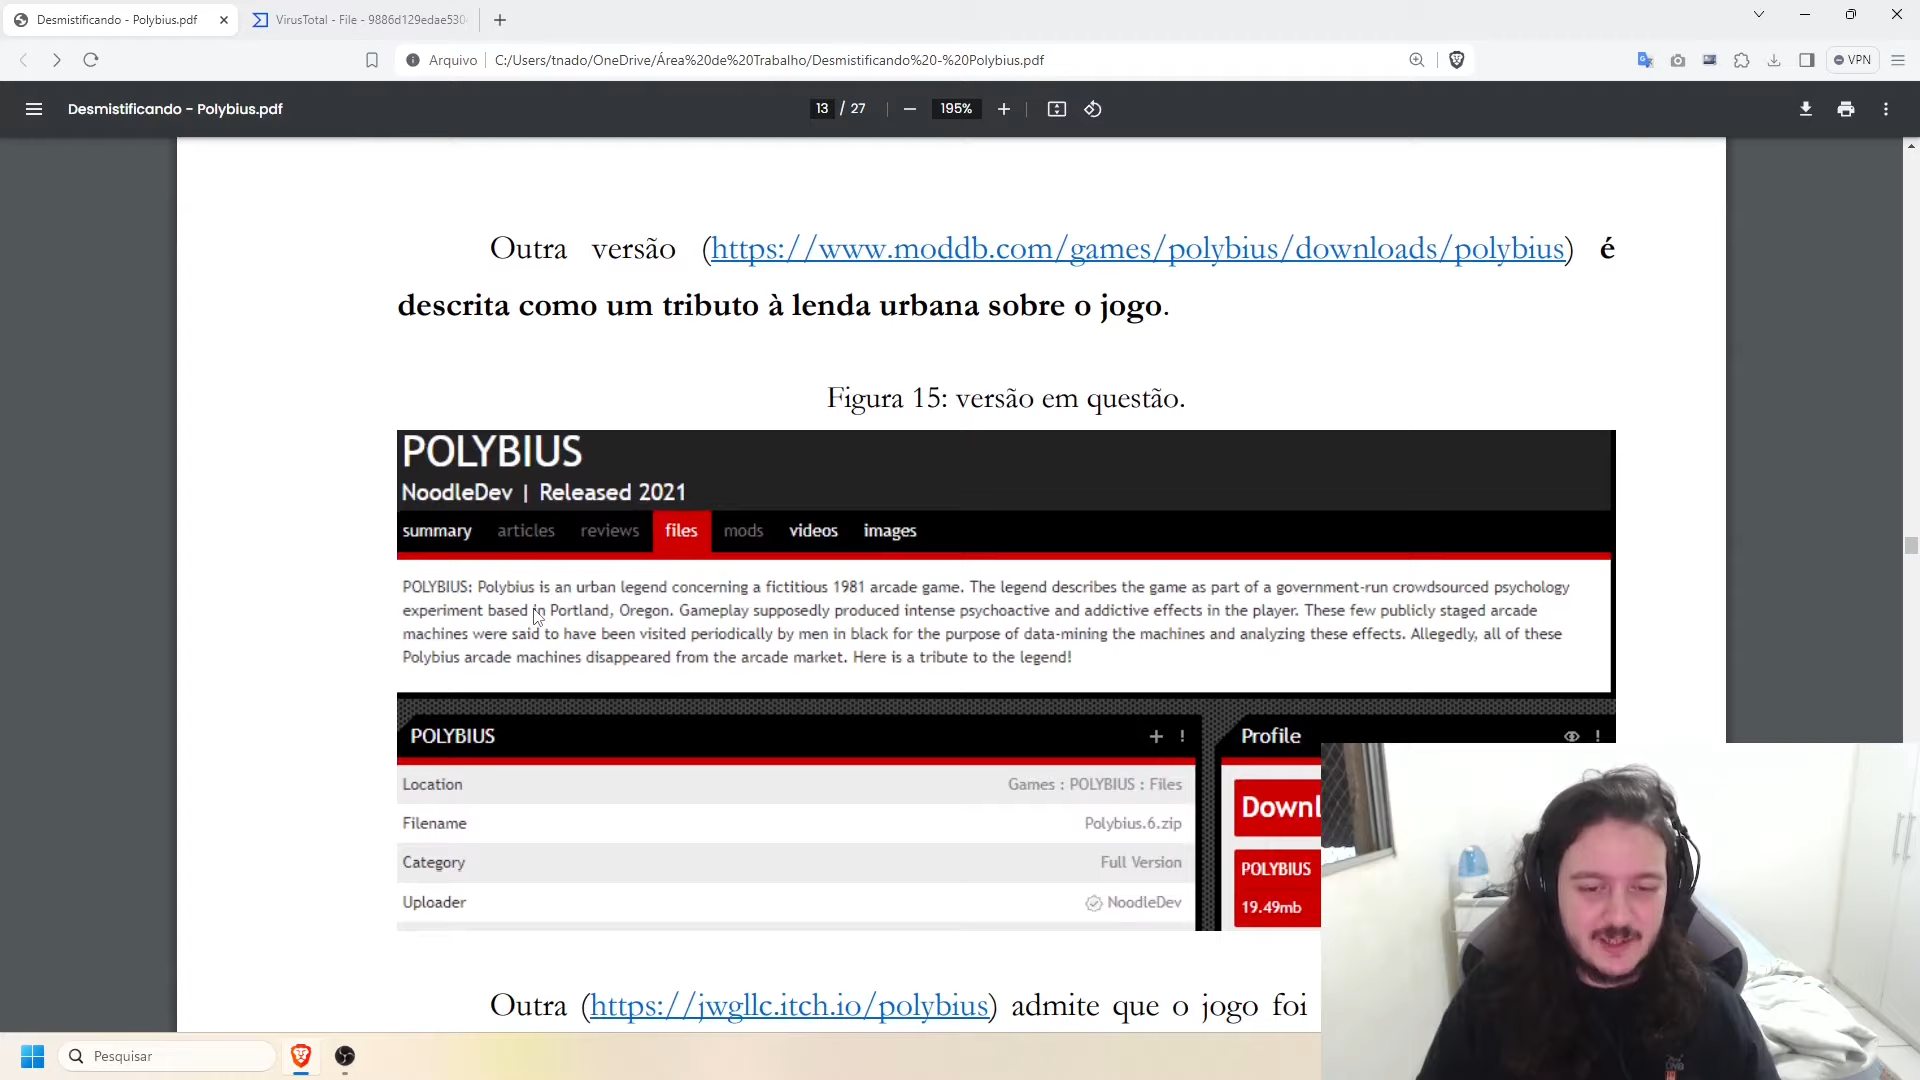 Desmistificando - Polybius.pdf
VirusTotal - File - 9886d129edae530
Arquivo
C:/Users/tnado/OneDrive/Área%20de%20Trabalho/Desmistificando%20-%20Polybius.pdf
VPN
Desmistificando - Polybius.pdf
13 / 27
195%
Outra versão (https://www.moddb.com/games/polybius/downloads/polybius) é
descrita como um tributo à lenda urbana sobre o jogo.
Figura 15: versão em questão.
POLYBIUS
NoodleDev | Released 2021
summary articles reviews files mods videos images
POLYBIUS: Polybius is an urban legend concerning a fictitious 1981 arcade game. The legend describes the game as part of a government-run crowdsourced psychology
experiment based in Portland, Oregon. Gameplay supposedly produced intense psychoactive and addictive effects in the player. These few publicly staged arcade
machines were said to have been visited periodically by men in black for the purpose of data-mining the machines and analyzing these effects. Allegedly, all of these
Polybius arcade machines disappeared from the arcade market. Here is a tribute to the legend!
POLYBIUS + !
Location Games : POLYBIUS : Files
Filename Polybius.6.zip
Category Full Version
Uploader NoodleDev
Profile !
Downl
POLYBIUS
19.49mb
Outra (https://jwgllc.itch.io/polybius) admite que o jogo foi
Pesquisar